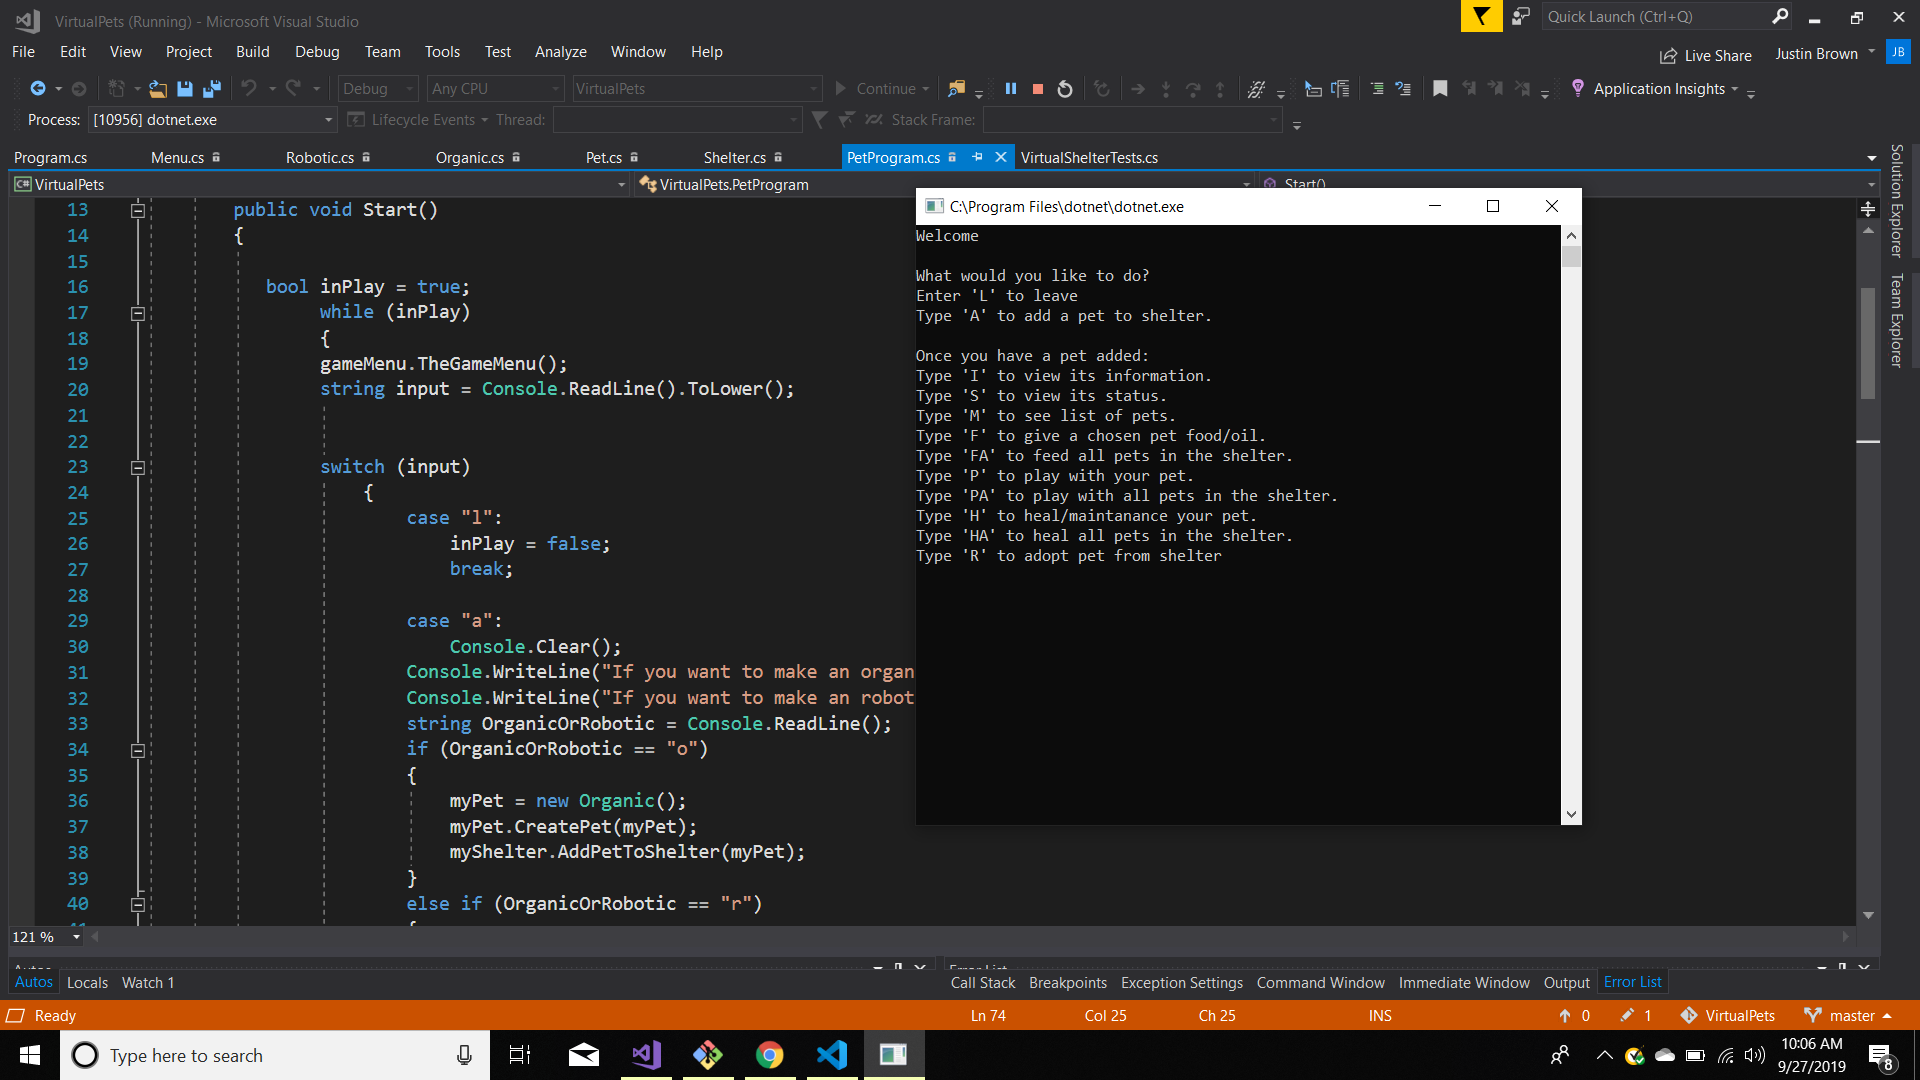 VirtualPets (Running) - Microsoft Visual Studio
Quick Launch (Ctrl+Q)
File Edit View Project Build Debug Team Tools Test Analyze Window Help
Live Share Justin Brown JB
Debug Any CPU VirtualPets Continue Application Insights
Process: [10956] dotnet.exe Lifecycle Events Thread: Stack Frame:
Program.cs Menu.cs Robotic.cs Organic.cs Pet.cs Shelter.cs PetProgram.cs VirtualShelterTests.cs
C# VirtualPets VirtualPets.PetProgram Start()
Solution Explorer
Team Explorer
13 public void Start()
14 {
15
16 bool inPlay = true;
17 while (inPlay)
18 {
19 gameMenu.TheGameMenu();
20 string input = Console.ReadLine().ToLower();
21
22
23 switch (input)
24 {
25 case "l":
26 inPlay = false;
27 break;
28
29 case "a":
30 Console.Clear();
31 Console.WriteLine("If you want to make an organ
32 Console.WriteLine("If you want to make an robot
33 string OrganicOrRobotic = Console.ReadLine();
34 if (OrganicOrRobotic == "o")
35 {
36 myPet = new Organic();
37 myPet.CreatePet(myPet);
38 myShelter.AddPetToShelter(myPet);
39 }
40 else if (OrganicOrRobotic == "r")
C:\Program Files\dotnet\dotnet.exe
Welcome
What would you like to do?
Enter 'L' to leave
Type 'A' to add a pet to shelter.
Once you have a pet added:
Type 'I' to view its information.
Type 'S' to view its status.
Type 'M' to see list of pets.
Type 'F' to give a chosen pet food/oil.
Type 'FA' to feed all pets in the shelter.
Type 'P' to play with your pet.
Type 'PA' to play with all pets in the shelter.
Type 'H' to heal/maintanance your pet.
Type 'HA' to heal all pets in the shelter.
Type 'R' to adopt pet from shelter
121 %
Autos Error List
Autos Locals Watch 1 Call Stack Breakpoints Exception Settings Command Window Immediate Window Output Error List
Ready Ln 74 Col 25 Ch 25 INS 0 1 VirtualPets master
Type here to search
10:06 AM
9/27/2019
8